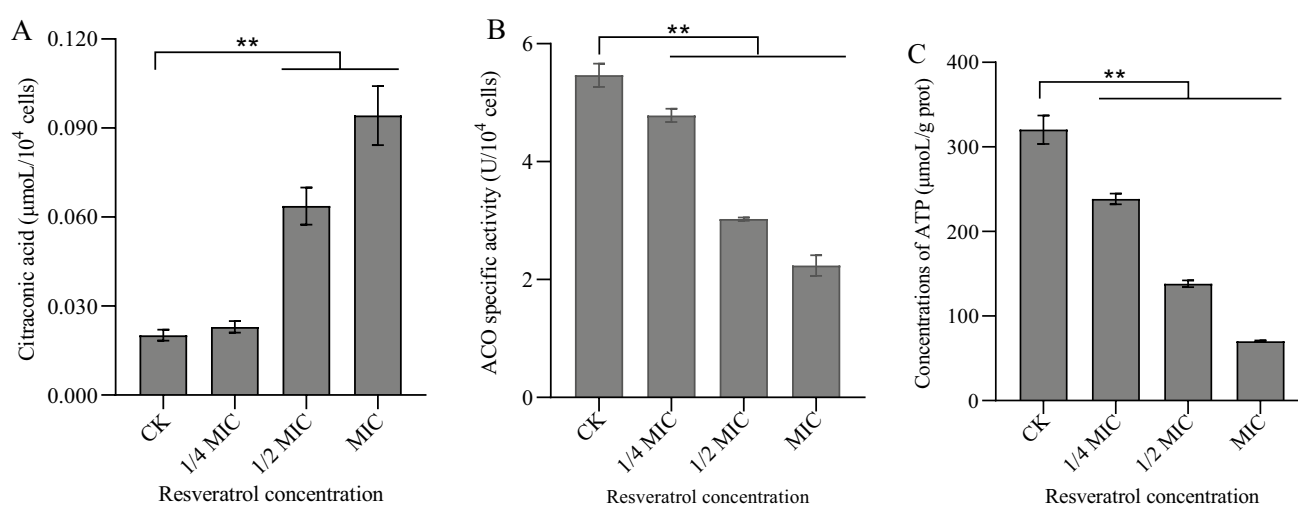 A
Citraconic acid (μmoL/10⁴ cells)
0.120
0.090
0.060
0.030
0.000
**
CK
1/4 MIC
1/2 MIC
MIC
Resveratrol concentration
B
ACO specific activity (U/10⁴ cells)
6
4
2
0
**
CK
1/4 MIC
1/2 MIC
MIC
Resveratrol concentration
C
Concentrations of ATP (μmoL/g prot)
400
300
200
100
0
**
CK
1/4 MIC
1/2 MIC
MIC
Resveratrol concentration